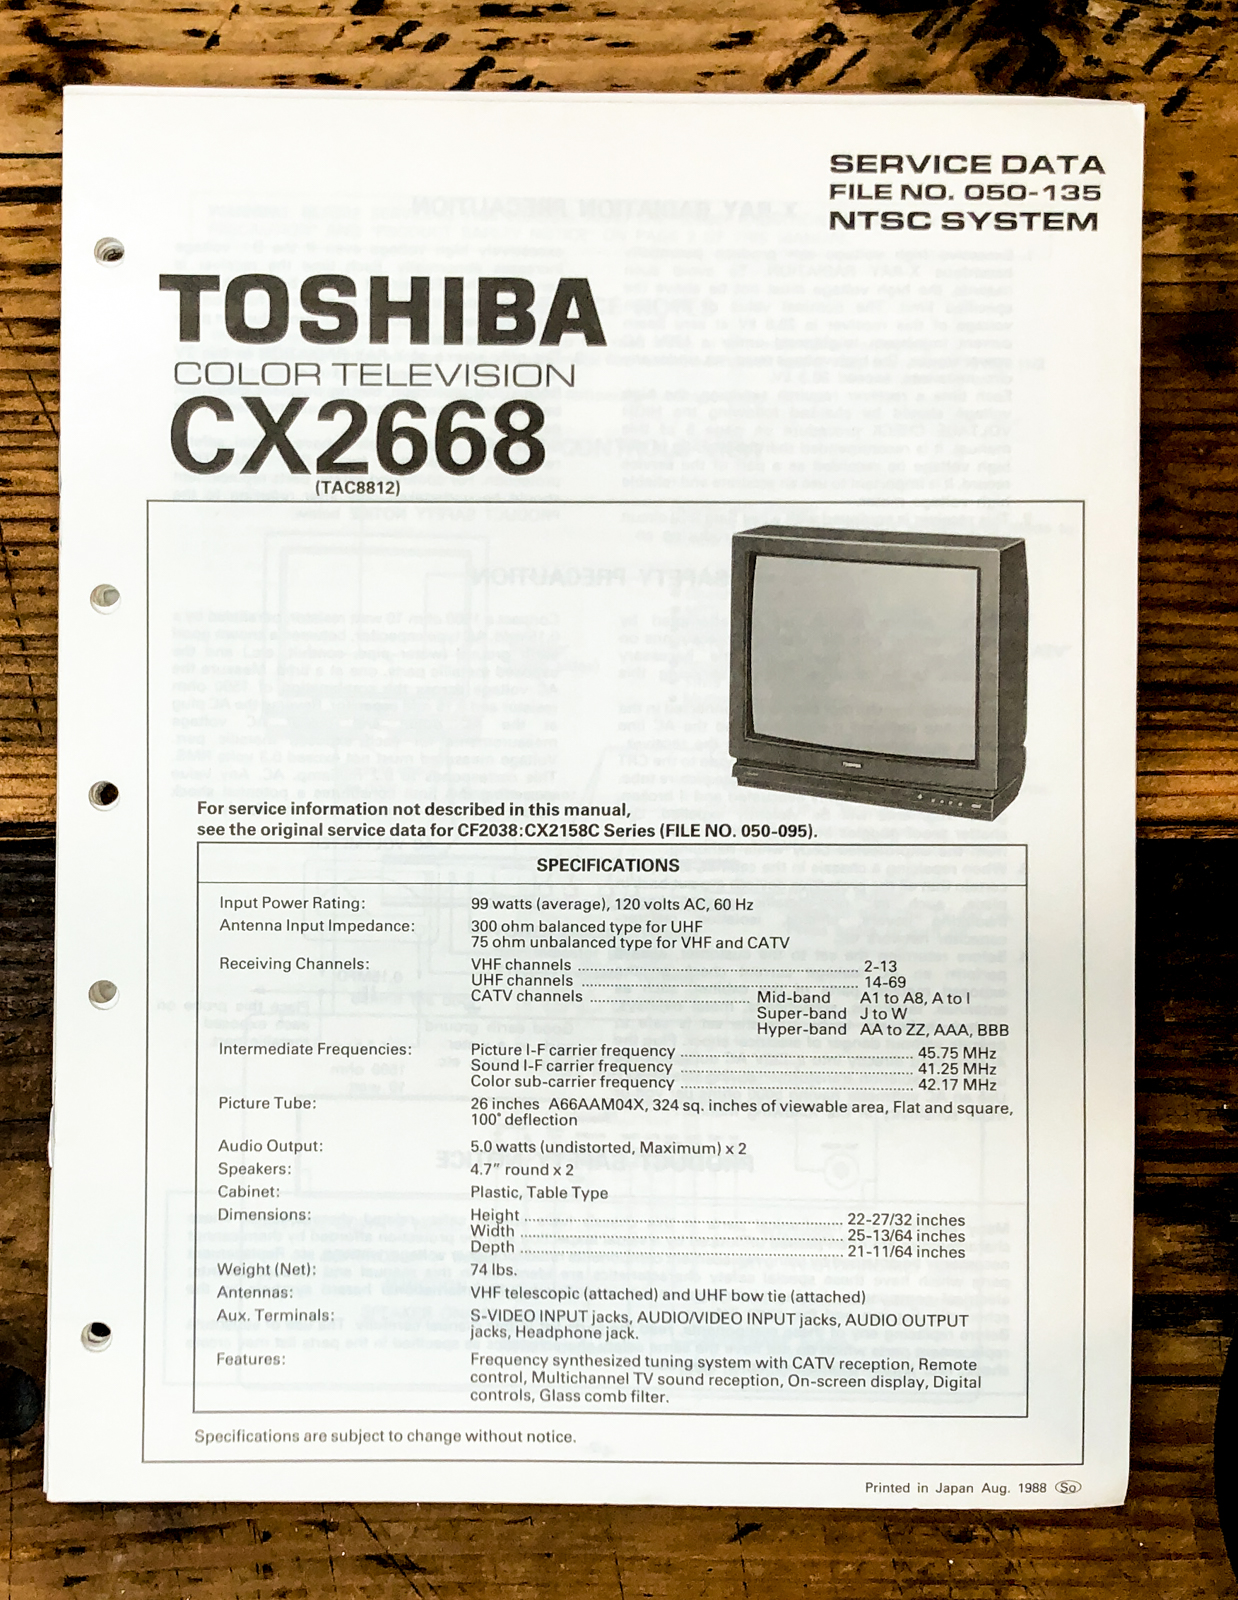 SERVICE DATA
FILE NO. 050-135
NTSC SYSTEM
TOSHIBA
COLOR TELEVISION
CX2668
(TAC8812)
TOSHIBA
For service information not described in this manual,
see the original service data for CF2038:CX2158C Series (FILE NO. 050-095).
SPECIFICATIONS
Input Power Rating: 99 watts (average), 120 volts AC, 60 Hz
Antenna Input Impedance: 300 ohm balanced type for UHF
75 ohm unbalanced type for VHF and CATV
Receiving Channels: VHF channels ........ 2-13
UHF channels ........ 14-69
CATV channels ........ Mid-band A1 to A8, A to I
Super-band J to W
Hyper-band AA to ZZ, AAA, BBB
Intermediate Frequencies: Picture I-F carrier frequency ........ 45.75 MHz
Sound I-F carrier frequency ........ 41.25 MHz
Color sub-carrier frequency ........ 42.17 MHz
Picture Tube: 26 inches A66AAM04X, 324 sq. inches of viewable area, Flat and square,
100° deflection
Audio Output: 5.0 watts (undistorted, Maximum) x 2
Speakers: 4.7" round x 2
Cabinet: Plastic, Table Type
Dimensions: Height ........ 22-27/32 inches
Width ........ 25-13/64 inches
Depth ........ 21-11/64 inches
Weight (Net): 74 lbs.
Antennas: VHF telescopic (attached) and UHF bow tie (attached)
Aux. Terminals: S-VIDEO INPUT jacks, AUDIO/VIDEO INPUT jacks, AUDIO OUTPUT
jacks, Headphone jack.
Features: Frequency synthesized tuning system with CATV reception, Remote
control, Multichannel TV sound reception, On-screen display, Digital
controls, Glass comb filter.
Specifications are subject to change without notice.
Printed in Japan Aug. 1988 So